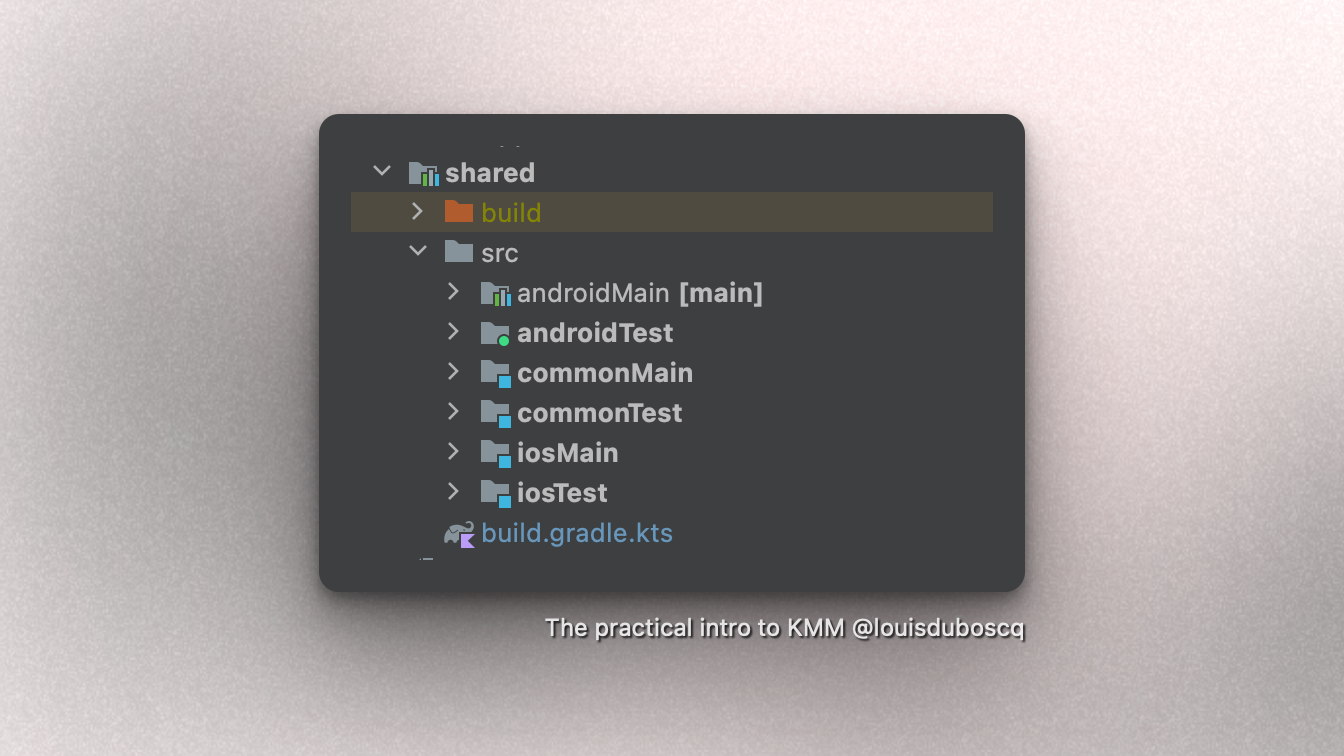 shared
build
src
androidMain [main]
androidTest
commonMain
commonTest
iosMain
iosTest
build.gradle.kts
The practical intro to KMM @louisduboscq